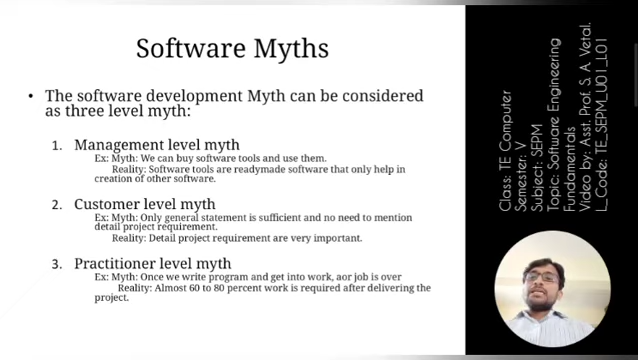 Software Myths
• The software development Myth can be considered
as three level myth:
1. Management level myth
Ex: Myth: We can buy software tools and use them.
Reality: Software tools are readymade software that only help in
creation of other software.
2. Customer level myth
Ex: Myth: Only general statement is sufficient and no need to mention
detail project requirement.
Reality: Detail project requirement are very important.
3. Practitioner level myth
Ex: Myth: Once we write program and get into work, aor job is over
Reality: Almost 60 to 80 percent work is required after delivering the
project.
Class: TE Computer
Semester: V
Subject: SEPM
Topic: Software Engineering
Fundamentals
Video by: Asst. Prof. S. A. Vetal.
L_Code: TE_SEPM_U01_L01